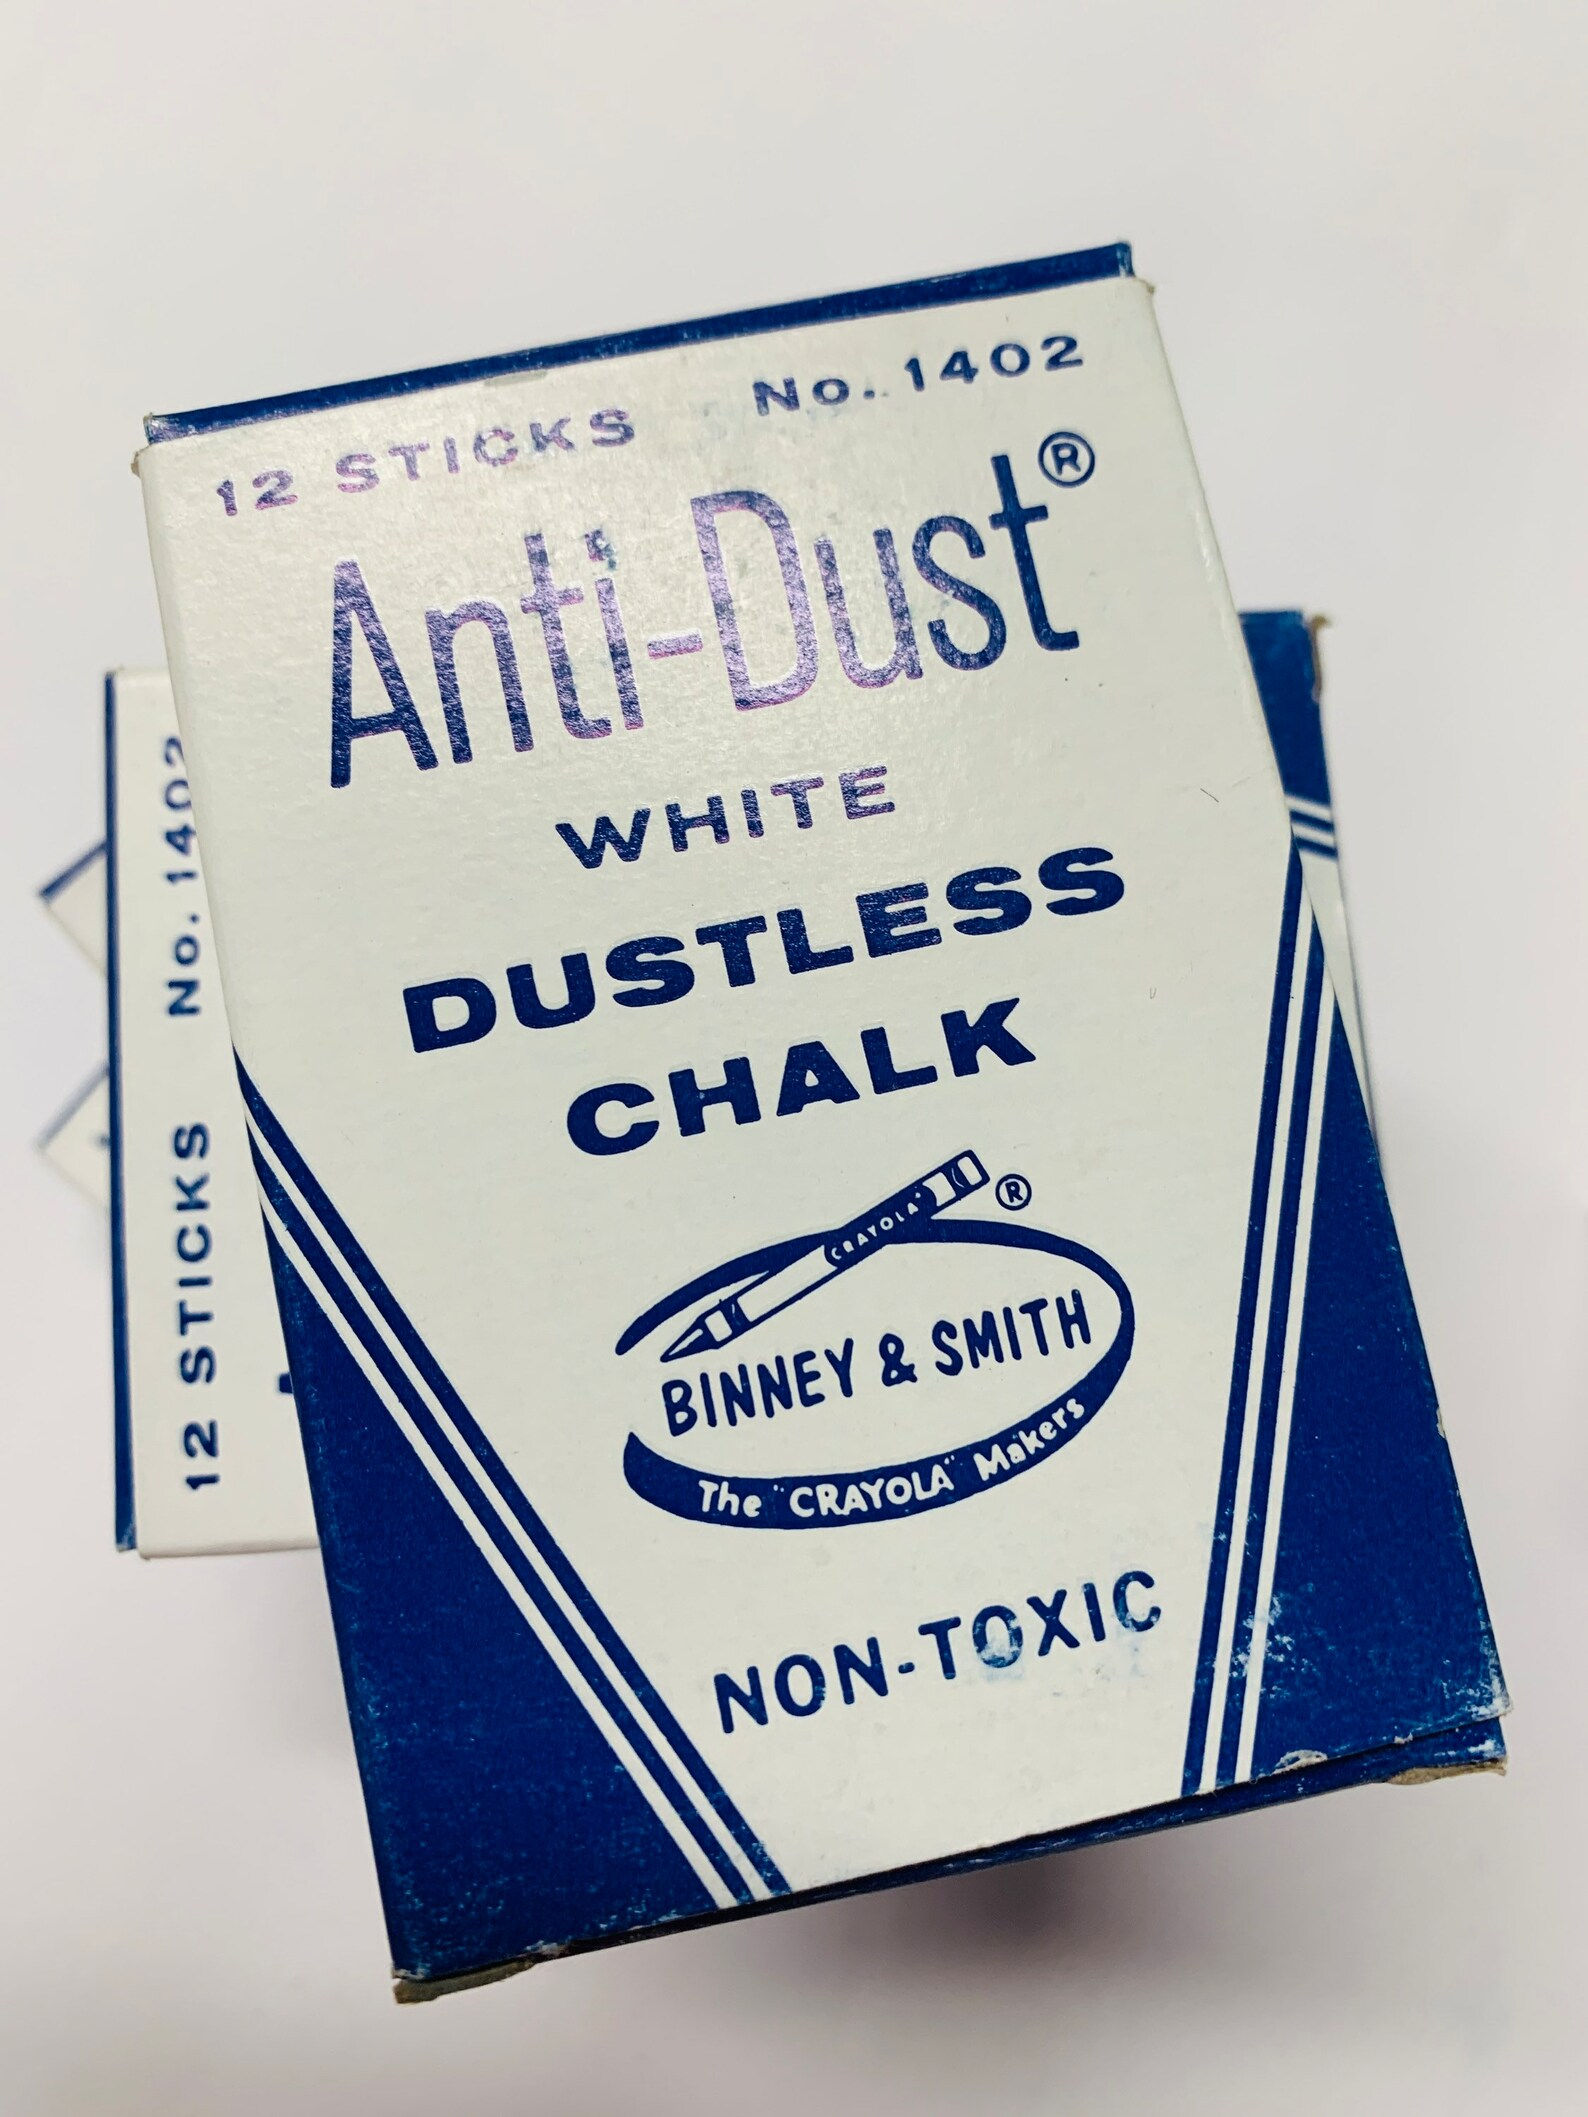 12 STICKS No. 1402
Anti-Dust®
WHITE
DUSTLESS
CHALK
CRAYOLA ®
BINNEY & SMITH
The "CRAYOLA" Makers
NON-TOXIC
12 STICKS No. 1402